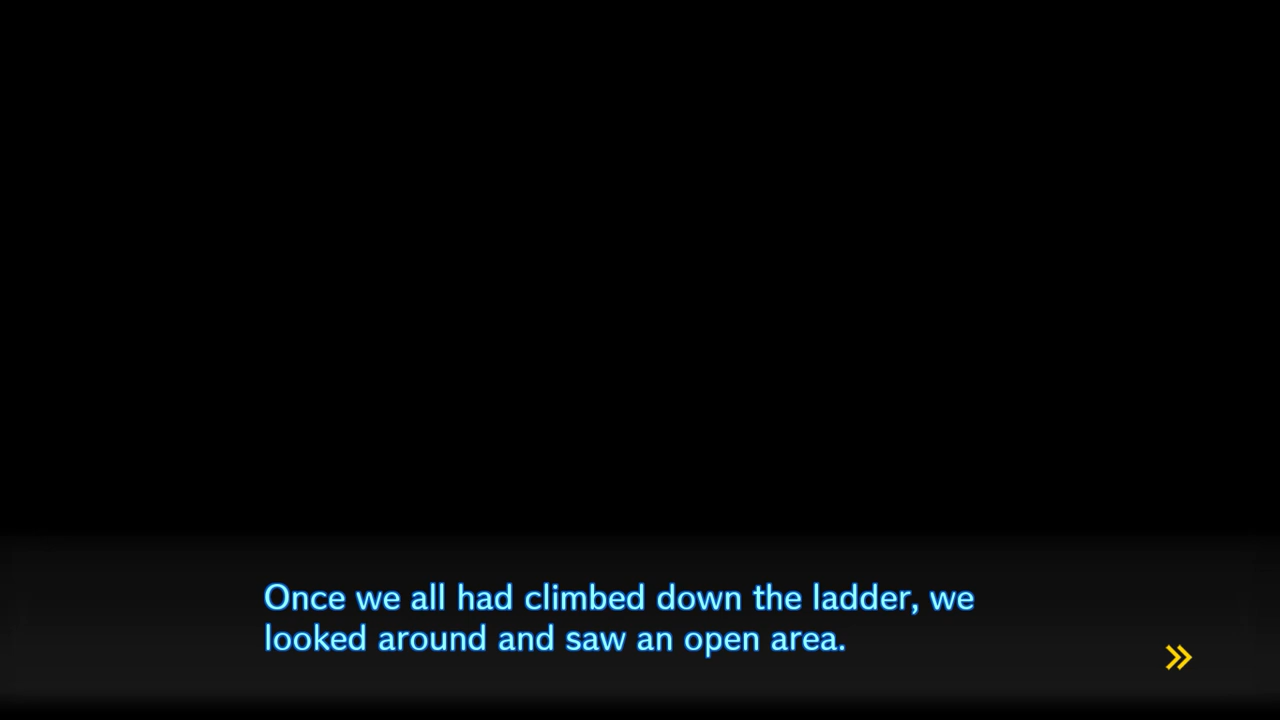 Once we all had climbed down the ladder, we
looked around and saw an open area.